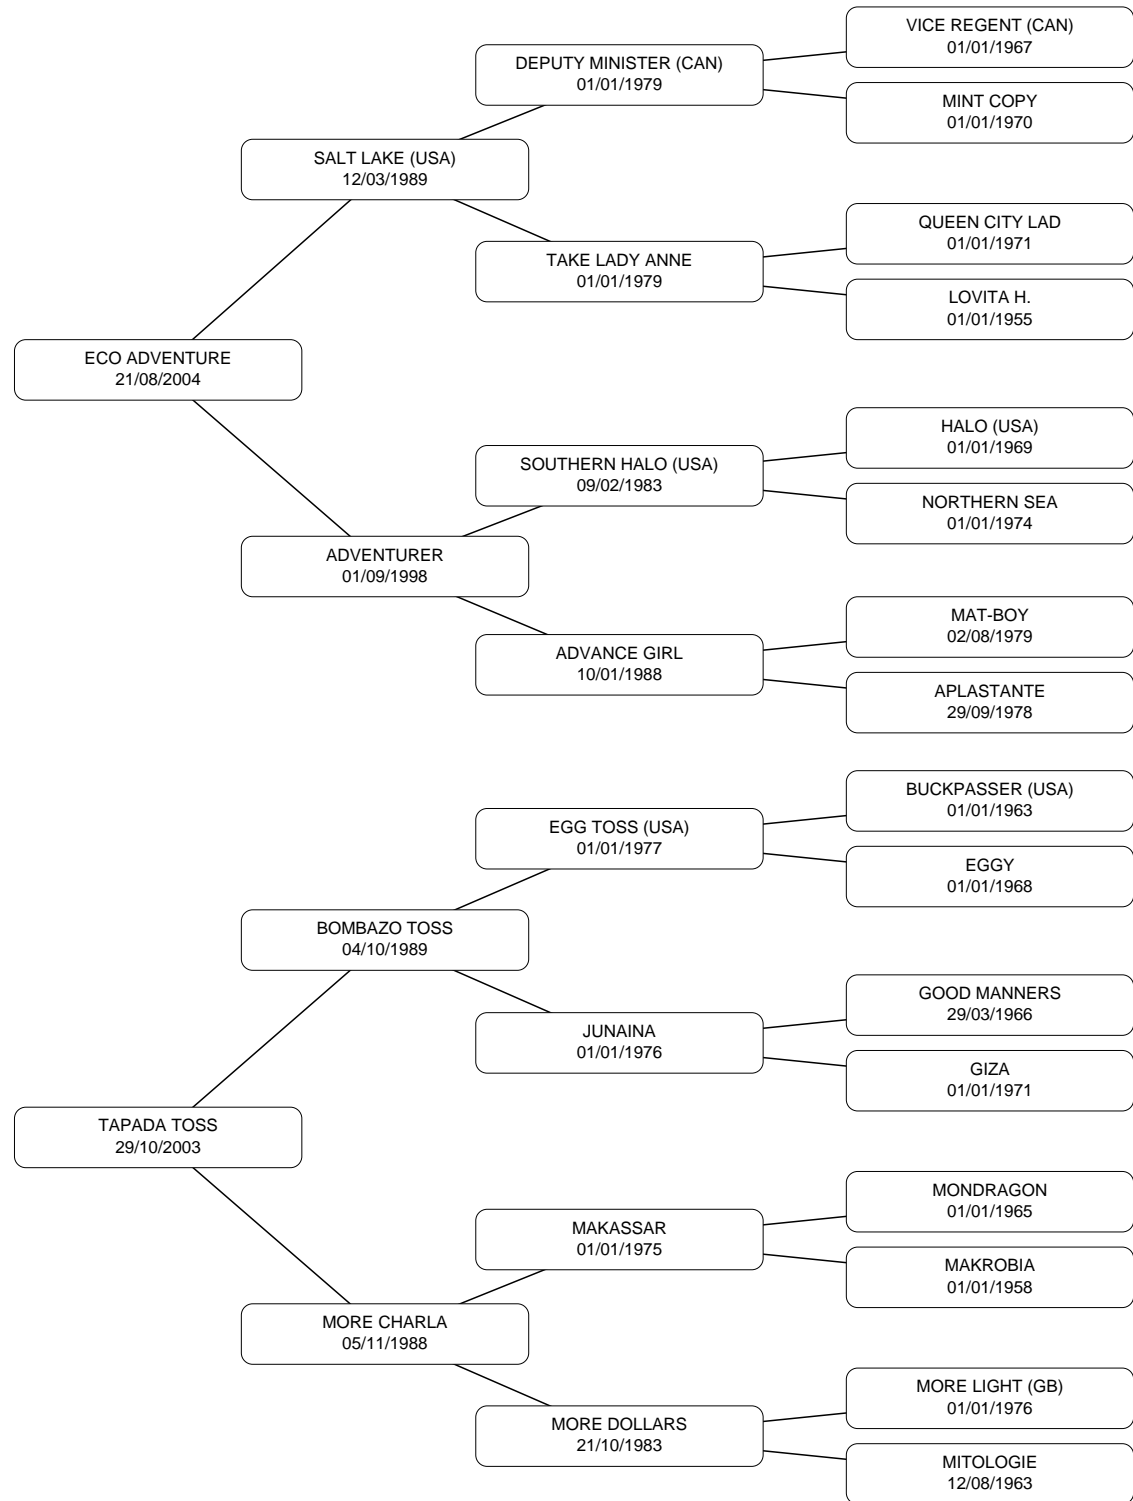 VICE REGENT (CAN)
01/01/1967
DEPUTY MINISTER (CAN)
01/01/1979
MINT COPY
01/01/1970
SALT LAKE (USA)
12/03/1989
QUEEN CITY LAD
01/01/1971
TAKE LADY ANNE
01/01/1979
LOVITA H.
01/01/1955
ECO ADVENTURE
21/08/2004
HALO (USA)
01/01/1969
SOUTHERN HALO (USA)
09/02/1983
NORTHERN SEA
01/01/1974
ADVENTURER
01/09/1998
MAT-BOY
02/08/1979
ADVANCE GIRL
10/01/1988
APLASTANTE
29/09/1978
BUCKPASSER (USA)
01/01/1963
EGG TOSS (USA)
01/01/1977
EGGY
01/01/1968
BOMBAZO TOSS
04/10/1989
GOOD MANNERS
29/03/1966
JUNAINA
01/01/1976
GIZA
01/01/1971
TAPADA TOSS
29/10/2003
MONDRAGON
01/01/1965
MAKASSAR
01/01/1975
MAKROBIA
01/01/1958
MORE CHARLA
05/11/1988
MORE LIGHT (GB)
01/01/1976
MORE DOLLARS
21/10/1983
MITOLOGIE
12/08/1963